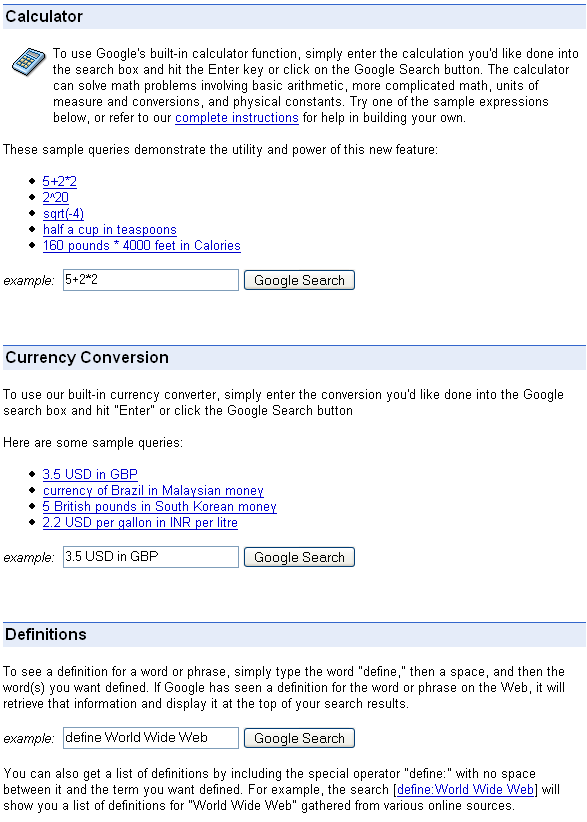 Calculator
To use Google's built-in calculator function, simply enter the calculation you'd like done into
the search box and hit the Enter key or click on the Google Search button. The calculator
can solve math problems involving basic arithmetic, more complicated math, units of
measure and conversions, and physical constants. Try one of the sample expressions
below, or refer to our complete instructions for help in building your own.
These sample queries demonstrate the utility and power of this new feature:
5+2*2
2^20
sqrt(-4)
half a cup in teaspoons
160 pounds * 4000 feet in Calories
example: 5+2*2 Google Search
Currency Conversion
To use our built-in currency converter, simply enter the conversion you'd like done into the Google
search box and hit "Enter" or click the Google Search button
Here are some sample queries:
3.5 USD in GBP
currency of Brazil in Malaysian money
5 British pounds in South Korean money
2.2 USD per gallon in INR per litre
example: 3.5 USD in GBP Google Search
Definitions
To see a definition for a word or phrase, simply type the word "define," then a space, and then the
word(s) you want defined. If Google has seen a definition for the word or phrase on the Web, it will
retrieve that information and display it at the top of your search results.
example: define World Wide Web Google Search
You can also get a list of definitions by including the special operator "define:" with no space
between it and the term you want defined. For example, the search [define:World Wide Web] will
show you a list of definitions for "World Wide Web" gathered from various online sources.